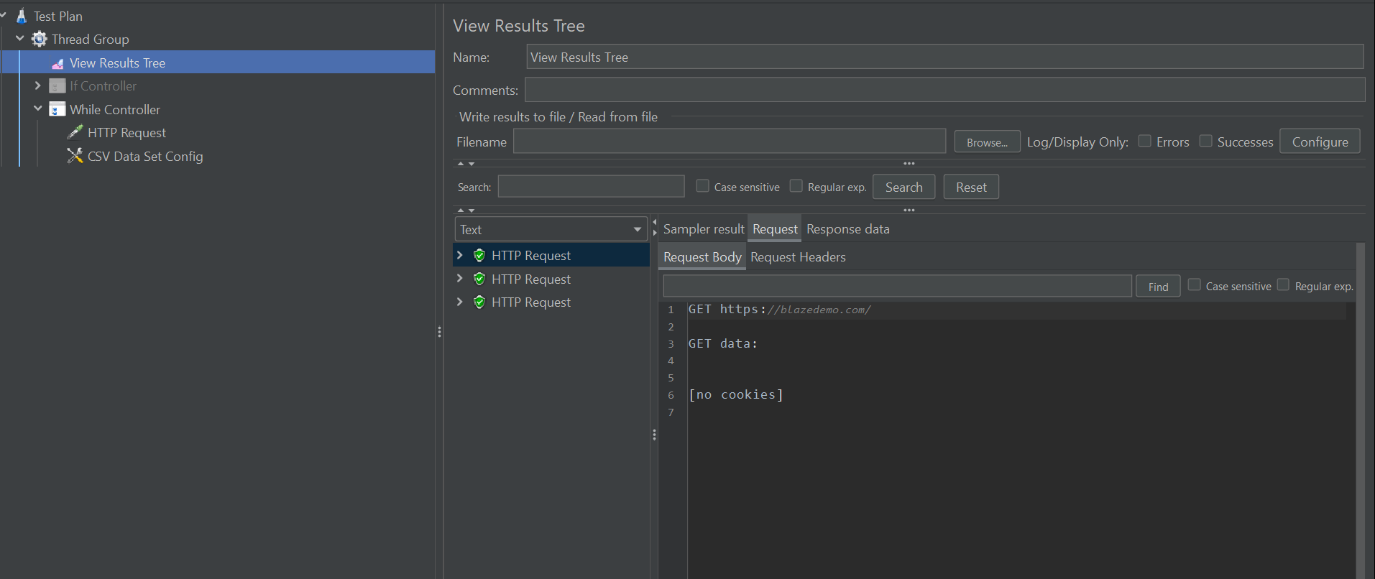 Test Plan
Thread Group
View Results Tree
If Controller
While Controller
HTTP Request
CSV Data Set Config
View Results Tree
Name: View Results Tree
Comments:
Write results to file / Read from file
Filename Browse... Log/Display Only: Errors Successes Configure
Search: Case sensitive Regular exp. Search Reset
Text
HTTP Request
HTTP Request
HTTP Request
Sampler result Request Response data
Request Body Request Headers
Find Case sensitive Regular exp.
1 GET https://blazedemo.com/
2
3 GET data:
4
5
6 [no cookies]
7